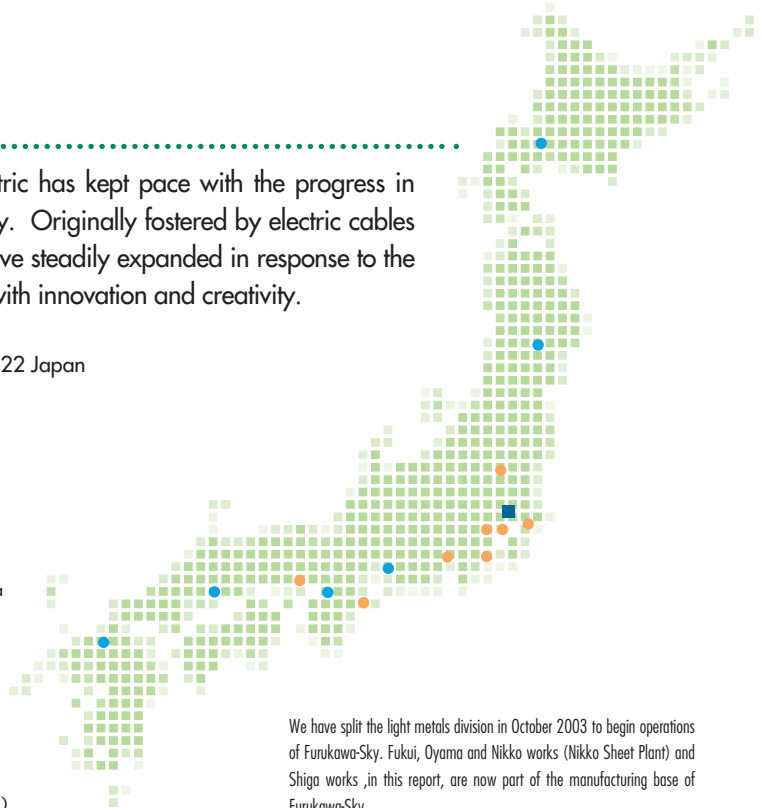 tric has kept pace with the progress in
y. Originally fostered by electric cables
ve steadily expanded in response to the
with innovation and creativity.
22 Japan
a
We have split the light metals division in October 2003 to begin operations
of Furukawa-Sky. Fukui, Oyama and Nikko works (Nikko Sheet Plant) and
Shiga works ,in this report, are now part of the manufacturing base of
Furukawa-Sky.
)